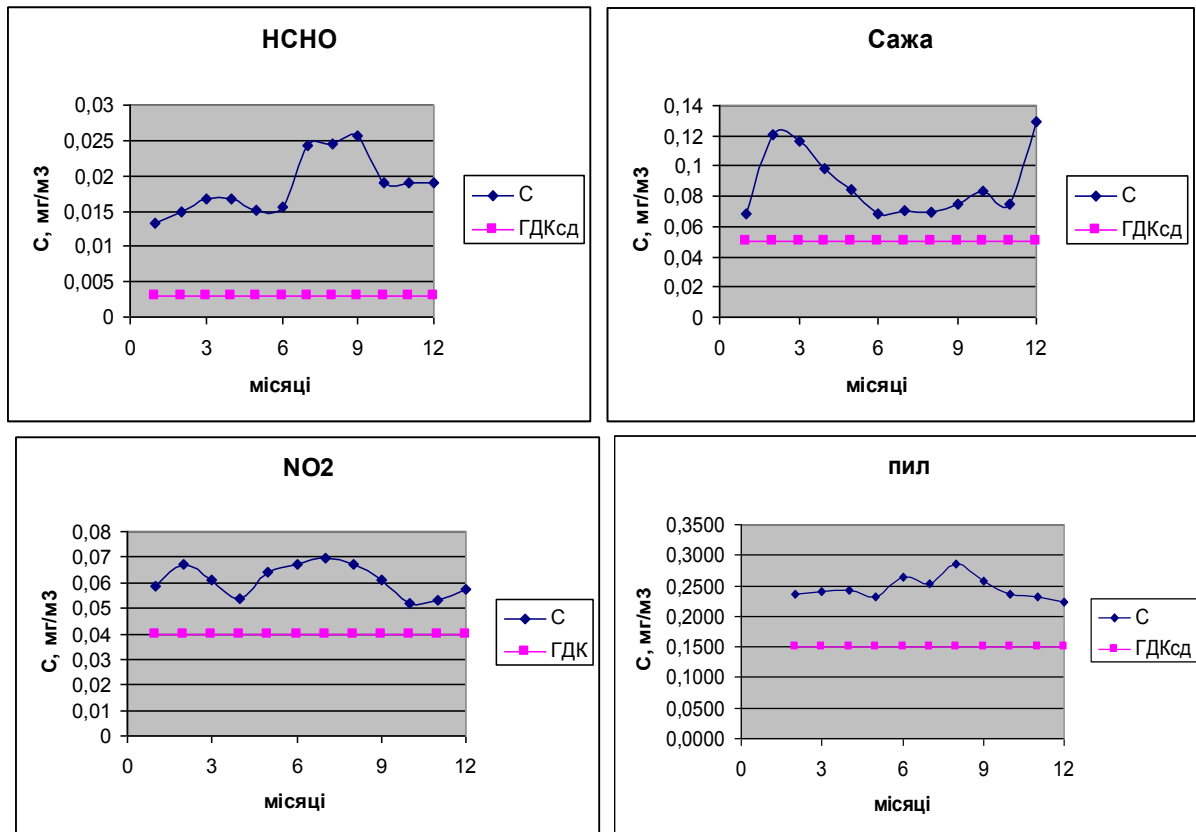 HCHO
С, мг/м3
0,03
0,025
0,02
0,015
0,01
0,005
0
0 3 6 9 12
місяці
С
ГДКсд
Сажа
С, мг/м3
0,14
0,12
0,1
0,08
0,06
0,04
0,02
0
0 3 6 9 12
місяці
С
ГДКсд
NO2
С, мг/м3
0,08
0,07
0,06
0,05
0,04
0,03
0,02
0,01
0
0 3 6 9 12
місяці
С
ГДК
пил
С, мг/м3
0,3500
0,3000
0,2500
0,2000
0,1500
0,1000
0,0500
0,0000
0 3 6 9 12
місяці
С
ГДКсд